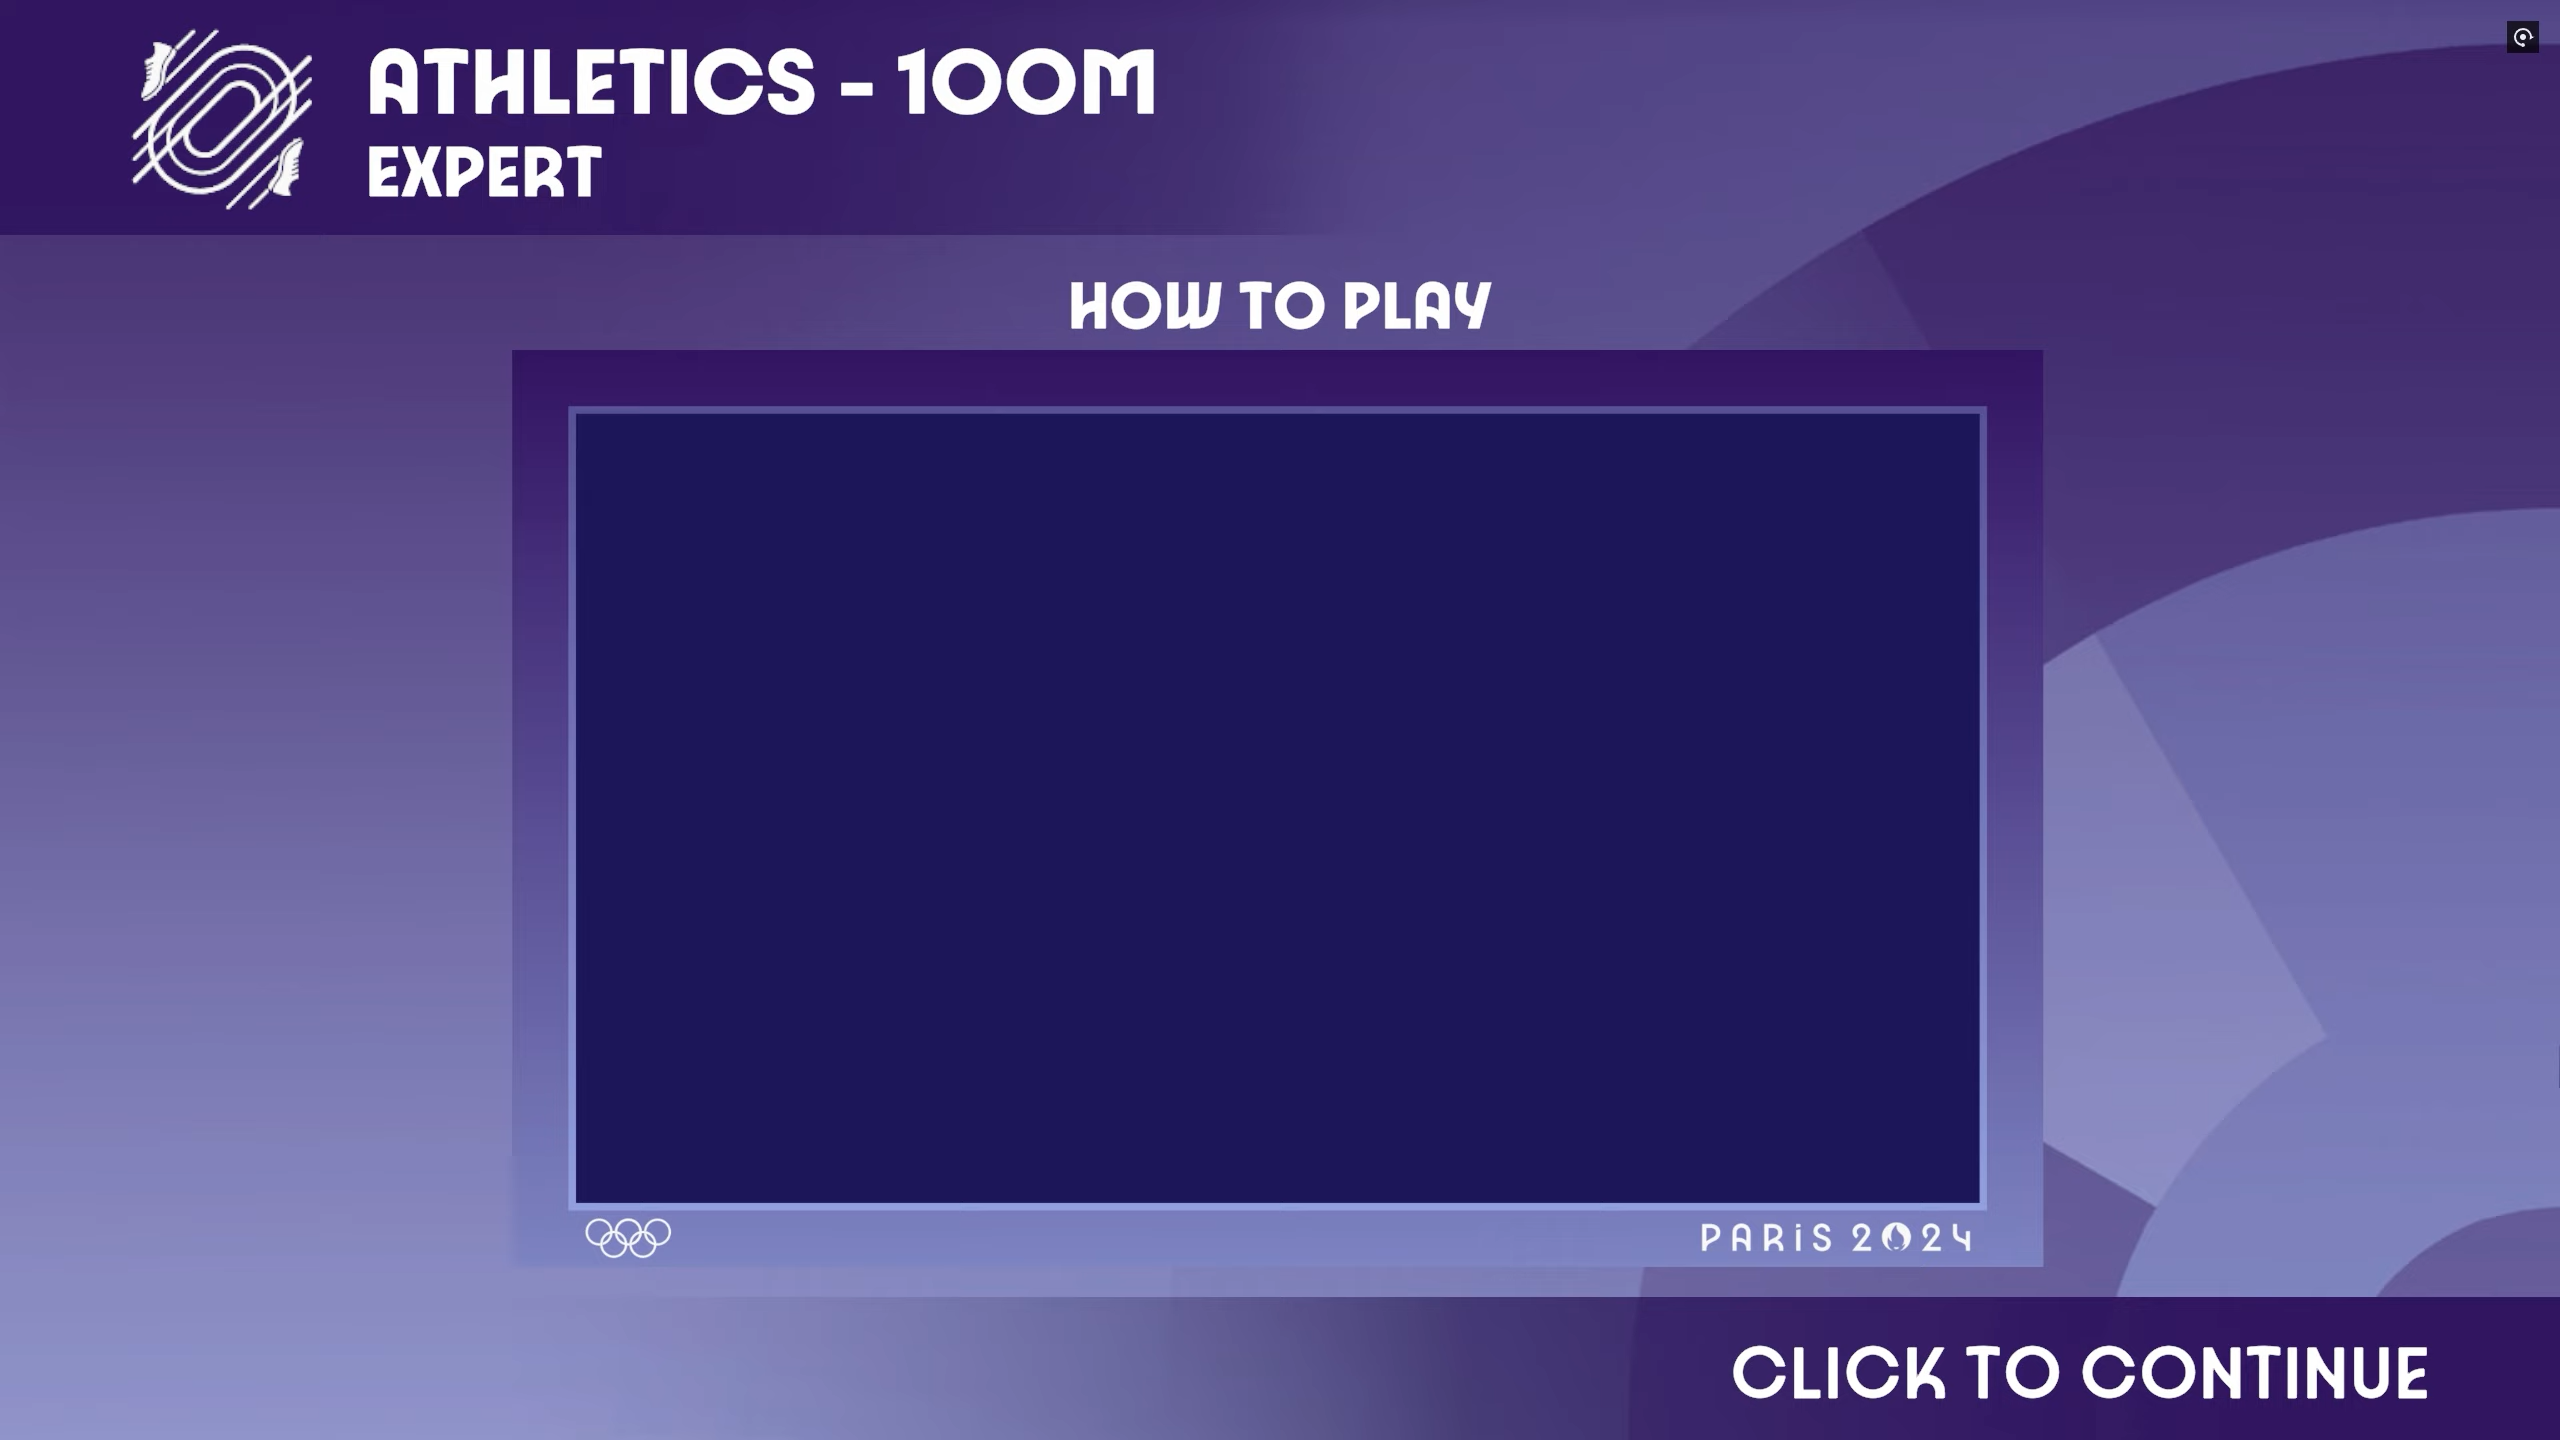 ATHLETICS - 100M
EXPERT
HOW TO PLAY
PARiS 2024
CLICK TO CONTINUE